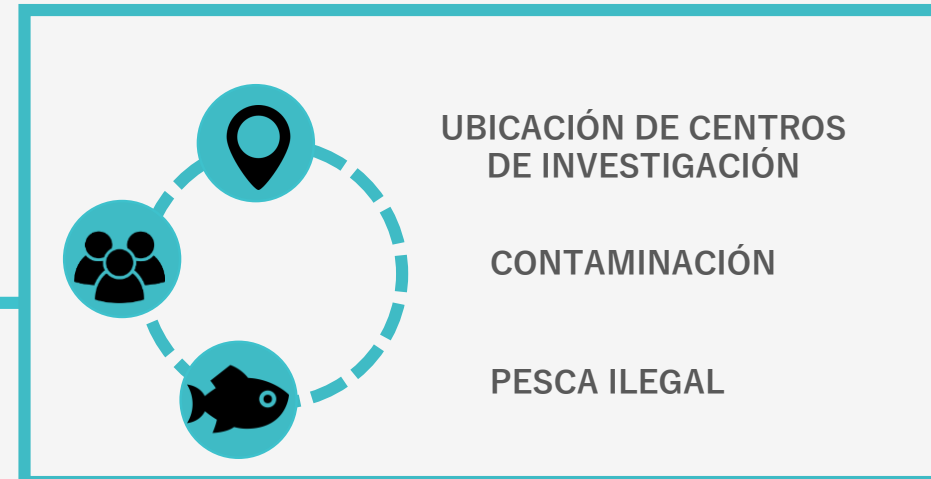 UBICACIÓN DE CENTROS
DE INVESTIGACIÓN
CONTAMINACIÓN
PESCA ILEGAL